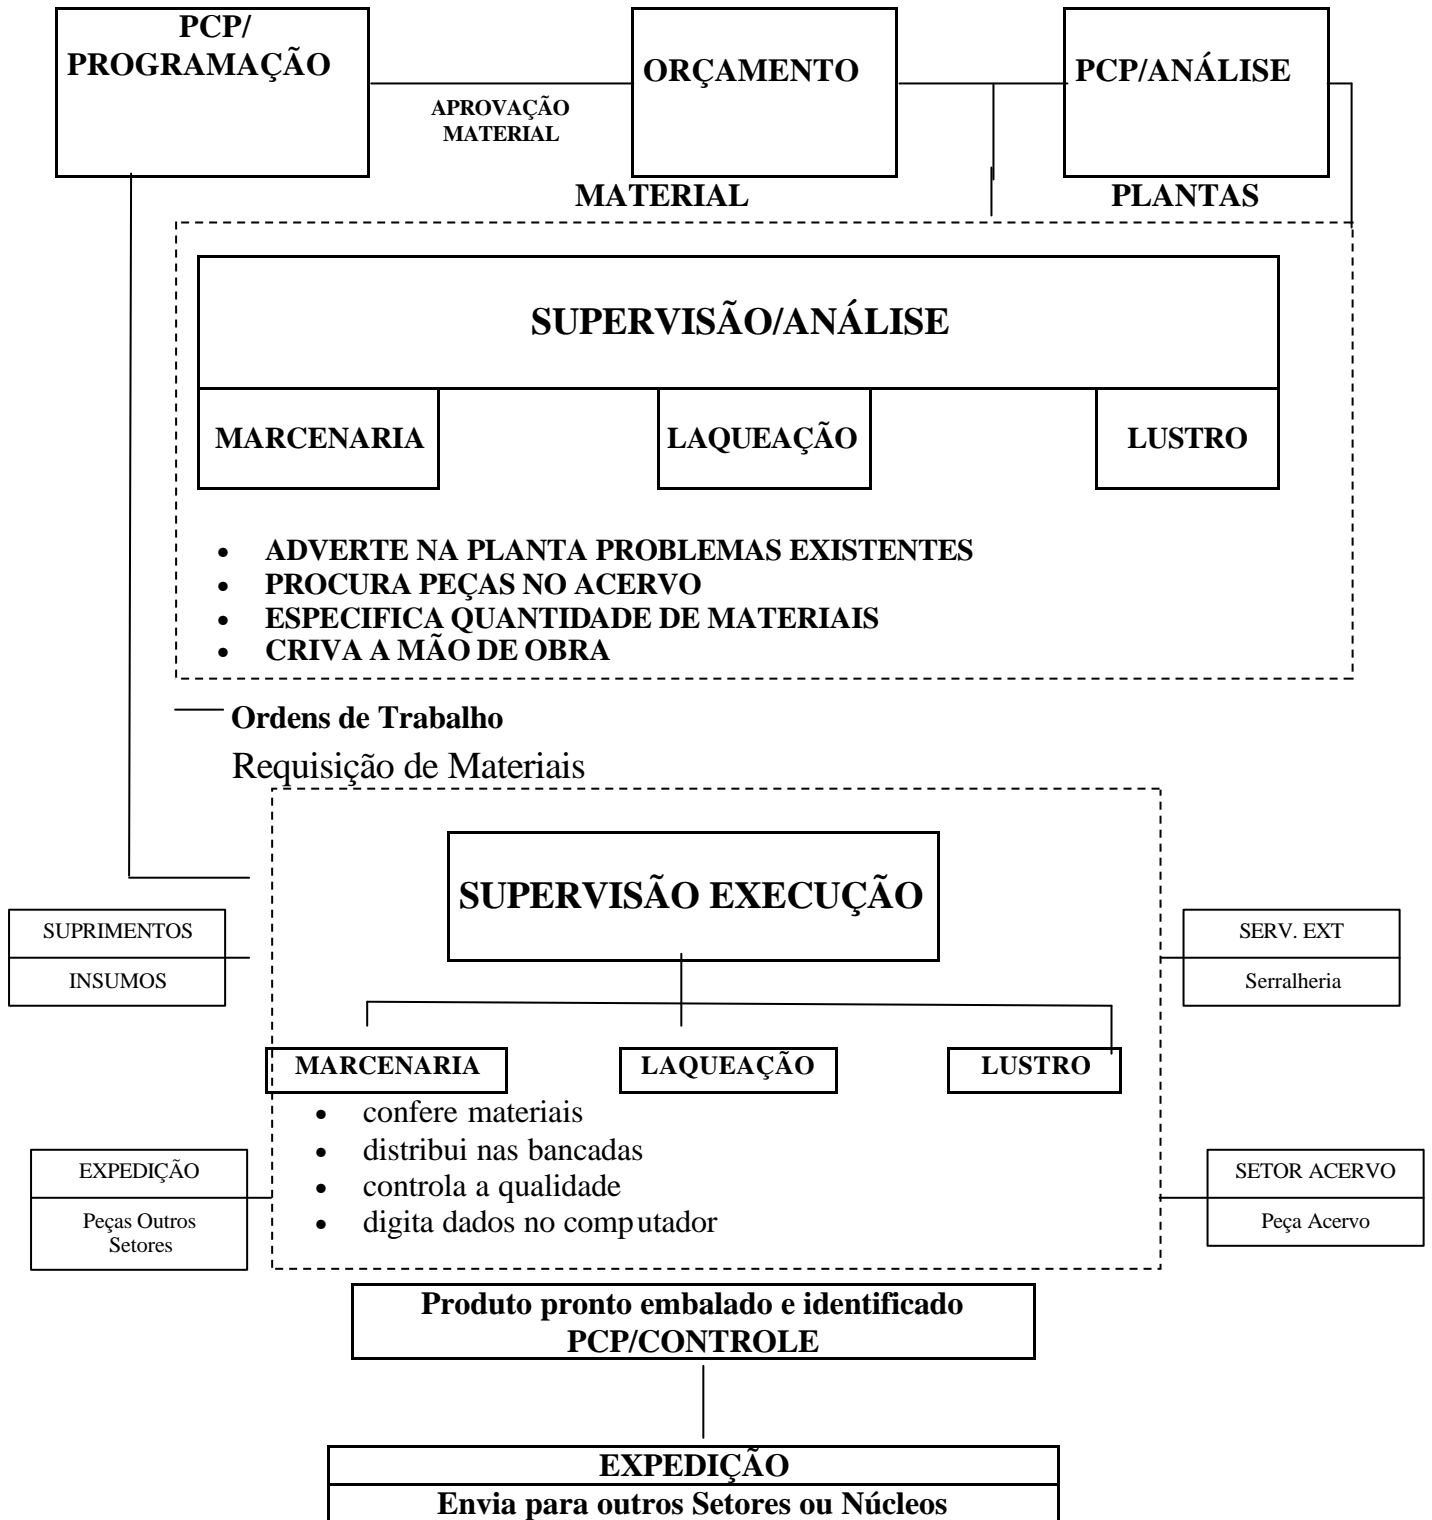 PCP/
PROGRAMAÇÃO
ORÇAMENTO
PCP/ANÁLISE
APROVAÇÃO
MATERIAL
MATERIAL
PLANTAS
SUPERVISÃO/ANÁLISE
MARCENARIA
LAQUEAÇÃO
LUSTRO
• ADVERTE NA PLANTA PROBLEMAS EXISTENTES
• PROCURA PEÇAS NO ACERVO
• ESPECIFICA QUANTIDADE DE MATERIAIS
• CRIVA A MÃO DE OBRA
Ordens de Trabalho
Requisição de Materiais
SUPERVISÃO EXECUÇÃO
SUPRIMENTOS
INSUMOS
SERV. EXT
Serralheria
MARCENARIA
LAQUEAÇÃO
LUSTRO
• confere materiais
• distribui nas bancadas
• controla a qualidade
• digita dados no computador
EXPEDIÇÃO
Peças Outros
Setores
SETOR ACERVO
Peça Acervo
Produto pronto embalado e identificado
PCP/CONTROLE
EXPEDIÇÃO
Envia para outros Setores ou Núcleos